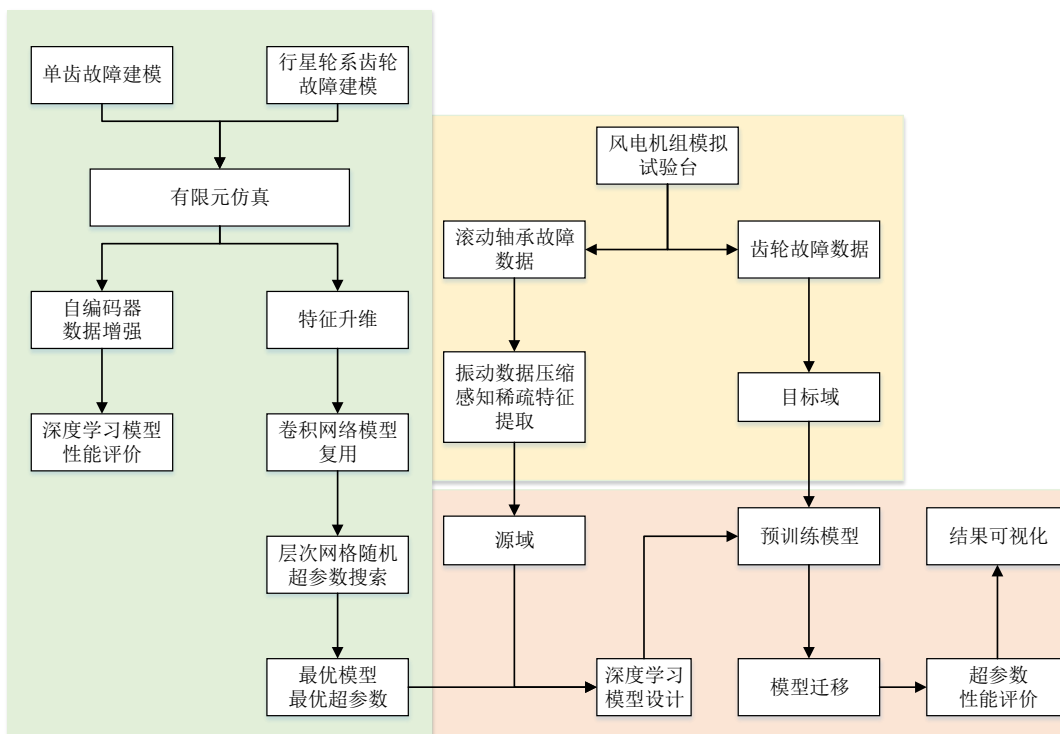 单齿故障建模
行星轮系齿轮
故障建模
有限元仿真
自编码器
数据增强
特征升维
深度学习模型
性能评价
卷积网络模型
复用
层次网格随机
超参数搜索
最优模型
最优超参数
风电机组模拟
试验台
滚动轴承故障
数据
齿轮故障数据
振动数据压缩
感知稀疏特征
提取
目标域
源域
预训练模型
结果可视化
深度学习
模型设计
模型迁移
超参数
性能评价